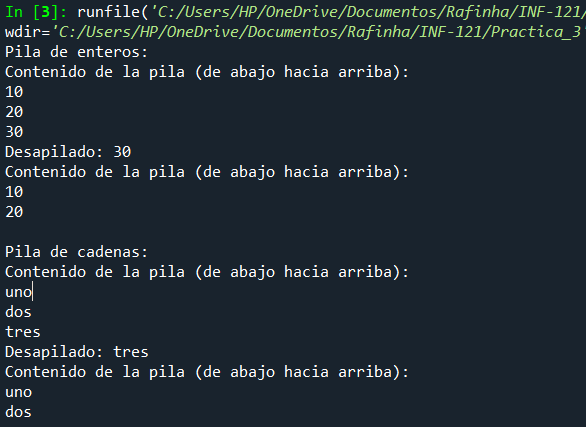 In [3]: runfile('C:/Users/HP/OneDrive/Documentos/Rafinha/INF-121/
wdir='C:/Users/HP/OneDrive/Documentos/Rafinha/INF-121/Practica_3'
Pila de enteros:
Contenido de la pila (de abajo hacia arriba):
10
20
30
Desapilado: 30
Contenido de la pila (de abajo hacia arriba):
10
20

Pila de cadenas:
Contenido de la pila (de abajo hacia arriba):
uno
dos
tres
Desapilado: tres
Contenido de la pila (de abajo hacia arriba):
uno
dos